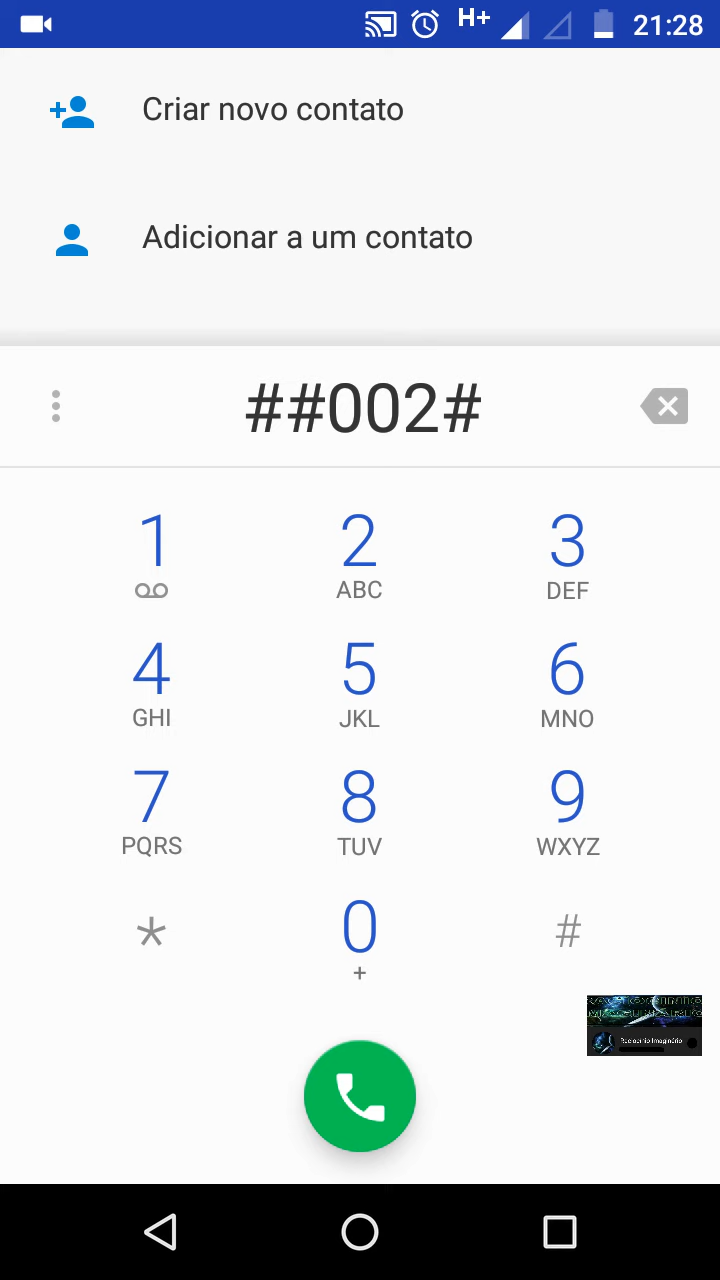 H+ 21:28
Criar novo contato
Adicionar a um contato
##002#
1 2 3
ABC DEF
4 5 6
GHI JKL MNO
7 8 9
PQRS TUV WXYZ
* 0 #
+